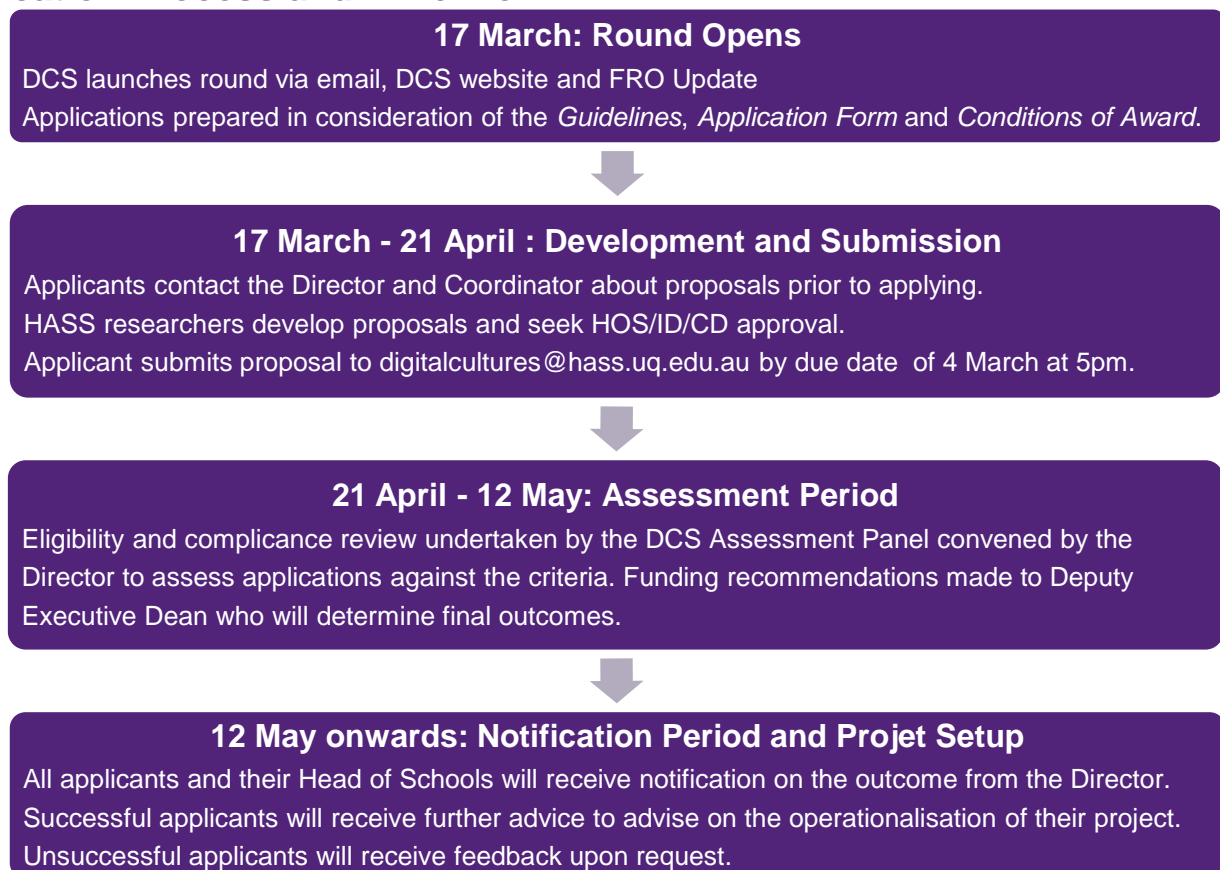 17 March: Round Opens
DCS launches round via email, DCS website and FRO Update
Applications prepared in consideration of the Guidelines, Application Form and Conditions of Award.
17 March - 21 April : Development and Submission
Applicants contact the Director and Coordinator about proposals prior to applying.
HASS researchers develop proposals and seek HOS/ID/CD approval.
Applicant submits proposal to digitalcultures@hass.uq.edu.au by due date of 4 March at 5pm.
21 April - 12 May: Assessment Period
Eligibility and complicance review undertaken by the DCS Assessment Panel convened by the
Director to assess applications against the criteria. Funding recommendations made to Deputy
Executive Dean who will determine final outcomes.
12 May onwards: Notification Period and Projet Setup
All applicants and their Head of Schools will receive notification on the outcome from the Director.
Successful applicants will receive further advice to advise on the operationalisation of their project.
Unsuccessful applicants will receive feedback upon request.